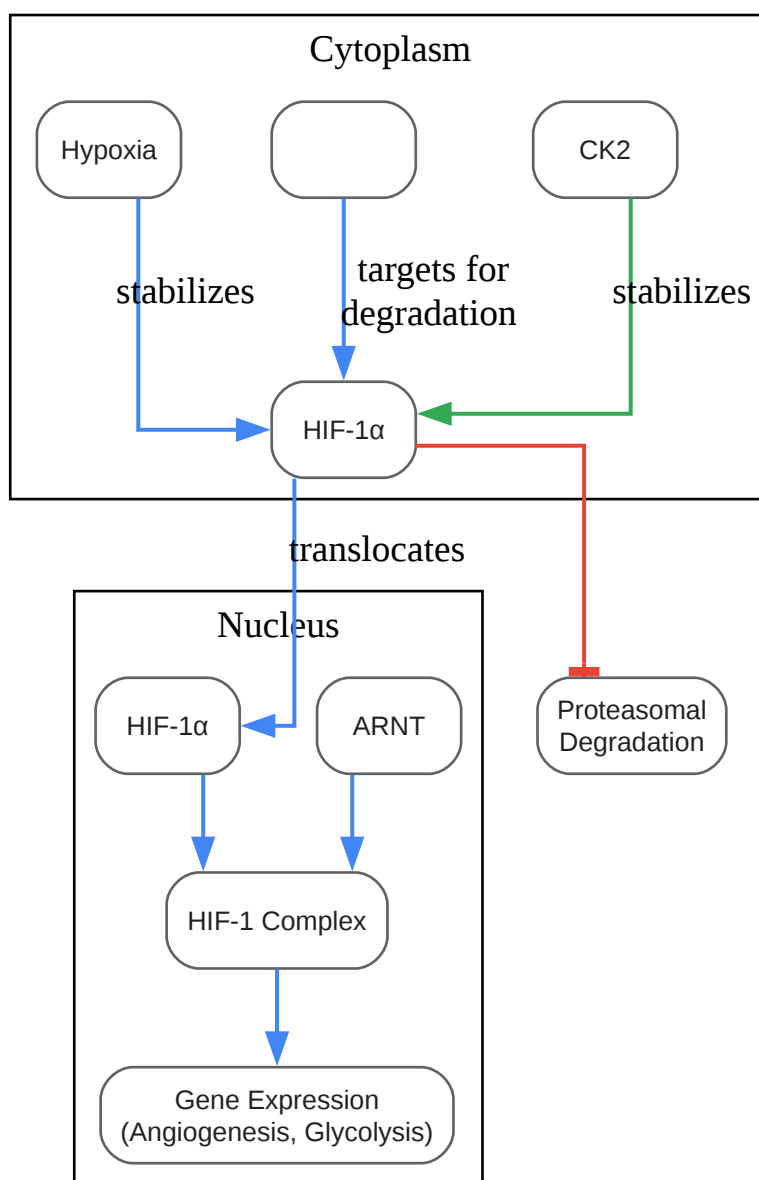 Cytoplasm
Hypoxia
CK2
stabilizes
targets for
degradation
stabilizes
HIF-1α
translocates
Nucleus
HIF-1α
ARNT
Proteasomal
Degradation
HIF-1 Complex
Gene Expression
(Angiogenesis, Glycolysis)